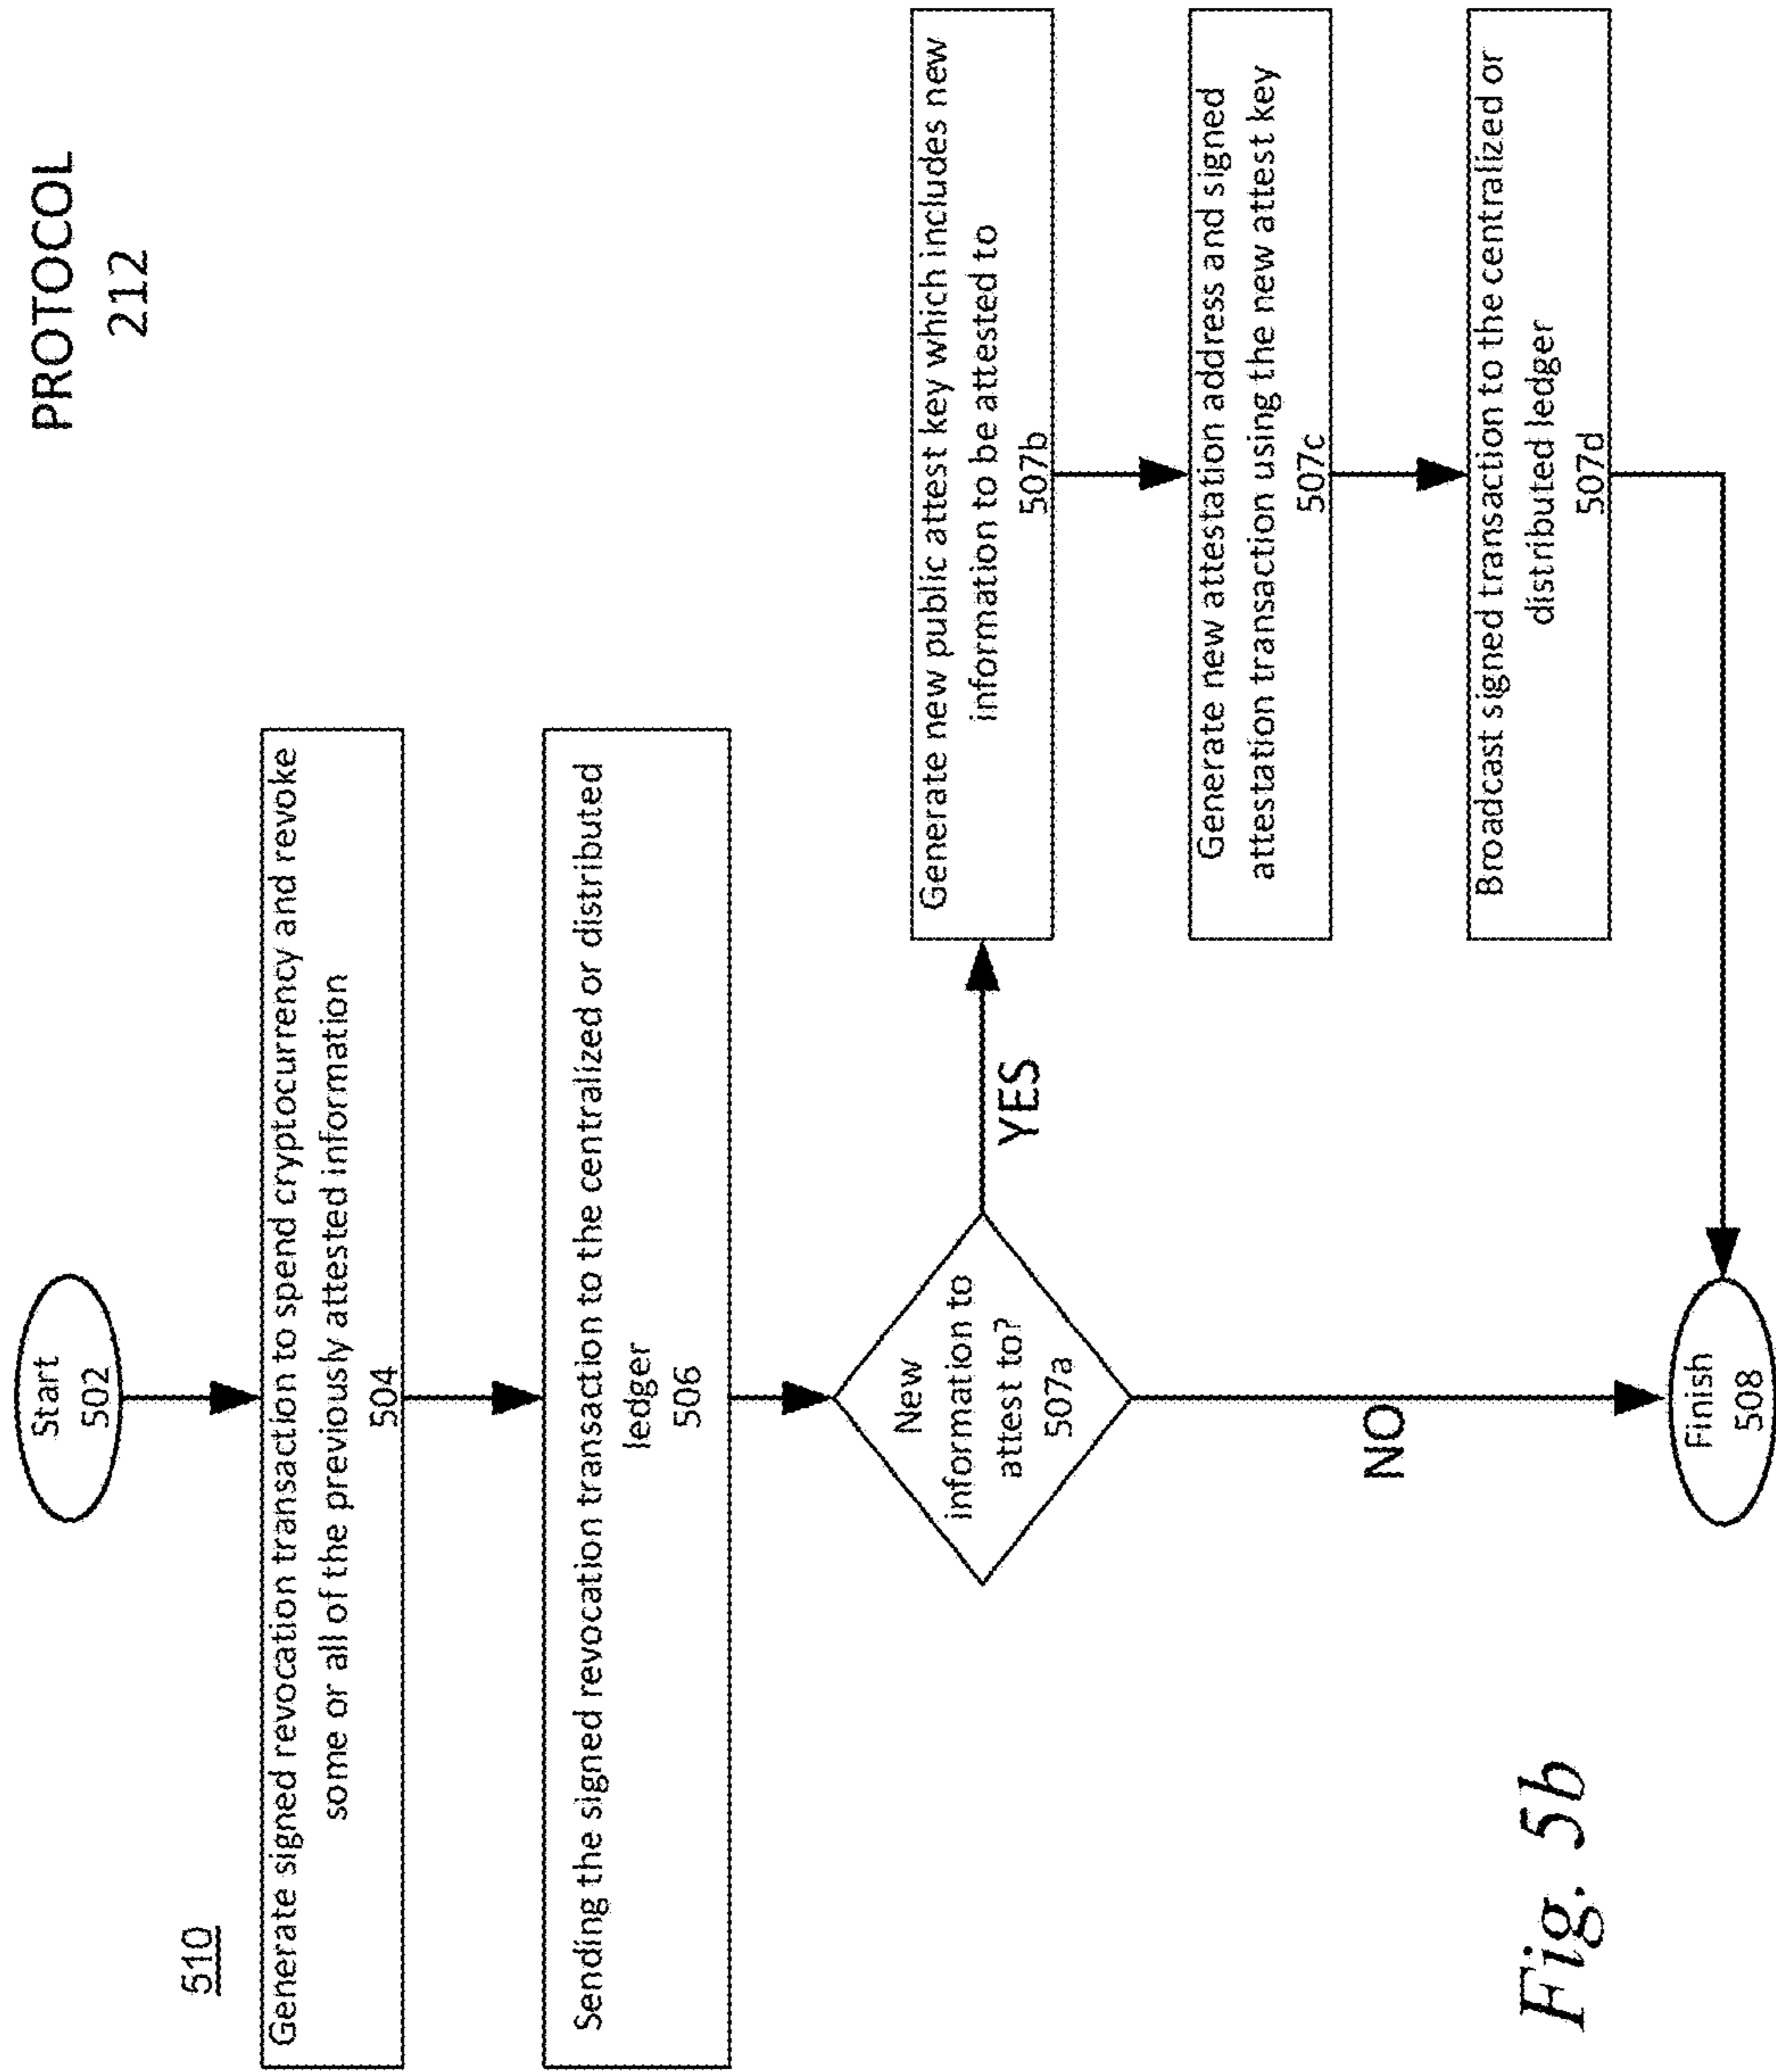 PROTOCOL
212
510
Start
502
Generate signed revocation transaction to spend cryptocurrency and revoke
some or all of the previously attested information
504
Sending the signed revocation transaction to the centralized or distributed
ledger
506
New
information to
attest to?
507a
YES
NO
Generate new public attest key which includes new
information to be attested to
507b
Generate new attestation address and signed
attestation transaction using the new attest key
507c
Broadcast signed transaction to the centralized or
distributed ledger
507d
Finish
508
Fig. 5b